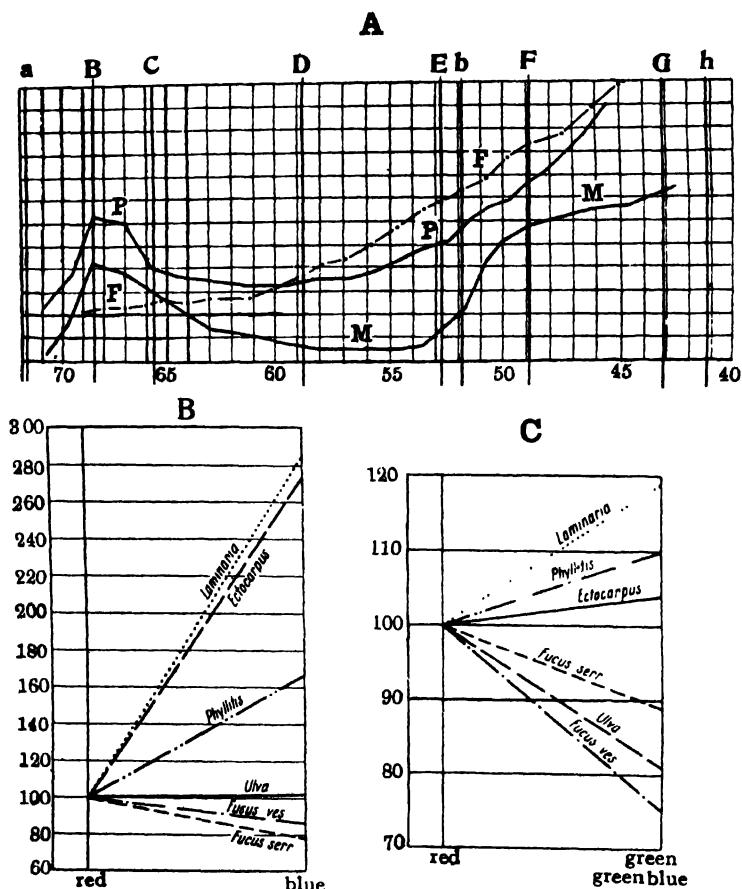 A
a B C D E b F G h
F
P M
P
F
M
70 65 60 55 50 45 40
B
300
280
260
240
220
200
180
160
140
120
100
80
60
Laminaria
Ectocarpus
Phyllitis
Ulva
Fucus ves
Fucus serr
red blue
C
120
110
100
90
80
70
Laminaria
Phyllitis
Ectocarpus
Fucus serr
Ulva
Fucus ves
red green
green blue